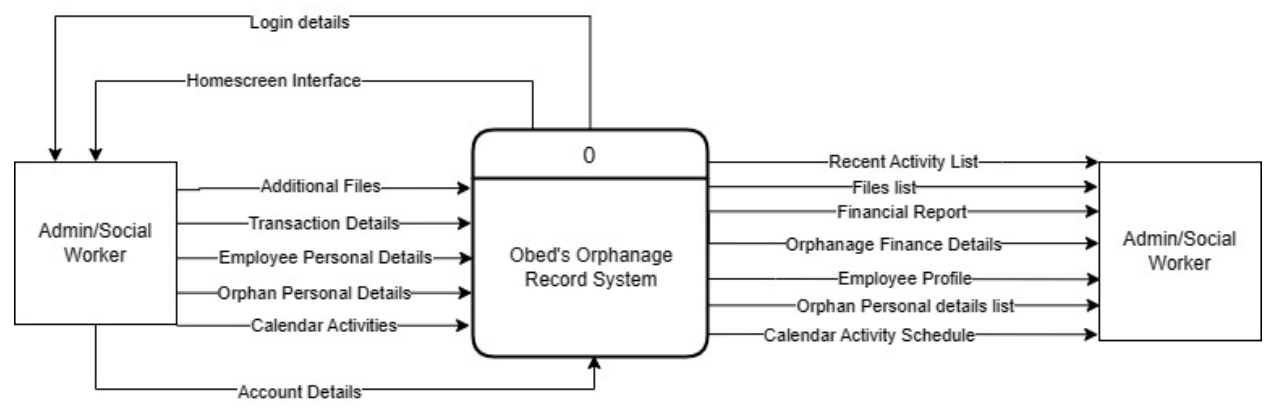 Login details
Homescreen Interface
0
Admin/Social
Worker
Additional Files
Transaction Details
Employee Personal Details
Orphan Personal Details
Calendar Activities
Account Details
Obed's Orphanage
Record System
Recent Activity List
Files list
Financial Report
Orphanage Finance Details
Employee Profile
Orphan Personal details list
Calendar Activity Schedule
Admin/Social
Worker